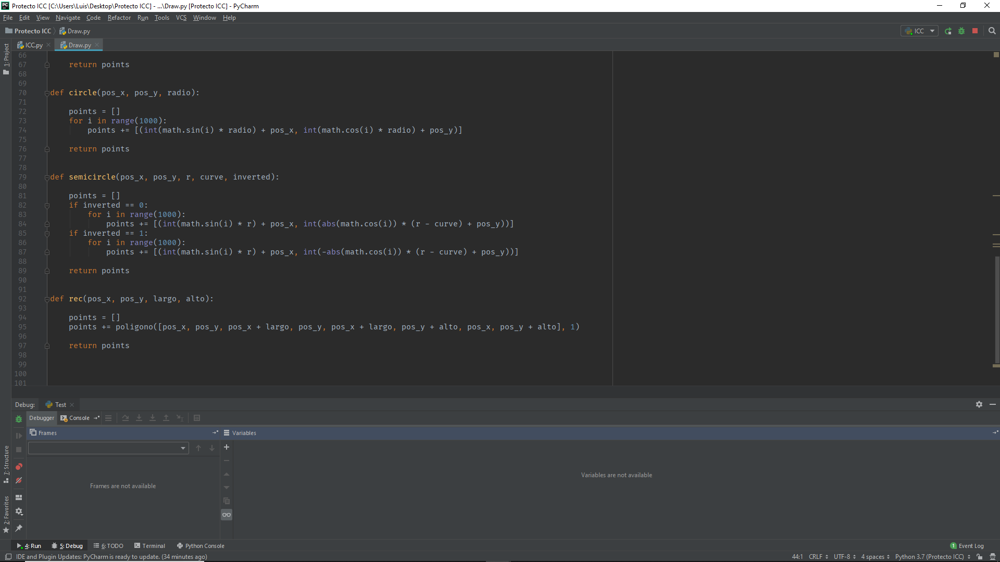 Protecto ICC [C:\Users\Luis\Desktop\Protecto ICC] - ...\Draw.py [Protecto ICC] - PyCharm
File Edit View Navigate Code Refactor Run Tools VCS Window Help
Protecto ICC Draw.py ICC
ICC.py Draw.py
1: Project
66
67 return points
68
69
70 def circle(pos_x, pos_y, radio):
71
72 points = []
73 for i in range(1000):
74 points += [(int(math.sin(i) * radio) + pos_x, int(math.cos(i) * radio) + pos_y)]
75
76 return points
77
78
79 def semicircle(pos_x, pos_y, r, curve, inverted):
80
81 points = []
82 if inverted == 0:
83 for i in range(1000):
84 points += [(int(math.sin(i) * r) + pos_x, int(abs(math.cos(i)) * (r - curve) + pos_y))]
85 if inverted == 1:
86 for i in range(1000):
87 points += [(int(math.sin(i) * r) + pos_x, int(-abs(math.cos(i)) * (r - curve) + pos_y))]
88
89 return points
90
91
92 def rec(pos_x, pos_y, largo, alto):
93
94 points = []
95 points += poligono([pos_x, pos_y, pos_x + largo, pos_y, pos_x + largo, pos_y + alto, pos_x, pos_y + alto], 1)
96
97 return points
98
99
100
101
Debug: Test
Debugger Console
Frames Variables
Variables are not available
Frames are not available
7: Structure
2: Favorites
4: Run 5: Debug 6: TODO Terminal Python Console 1 Event Log
IDE and Plugin Updates: PyCharm is ready to update. (34 minutes ago) 44:1 CRLF UTF-8 4 spaces Python 3.7 (Protecto ICC)